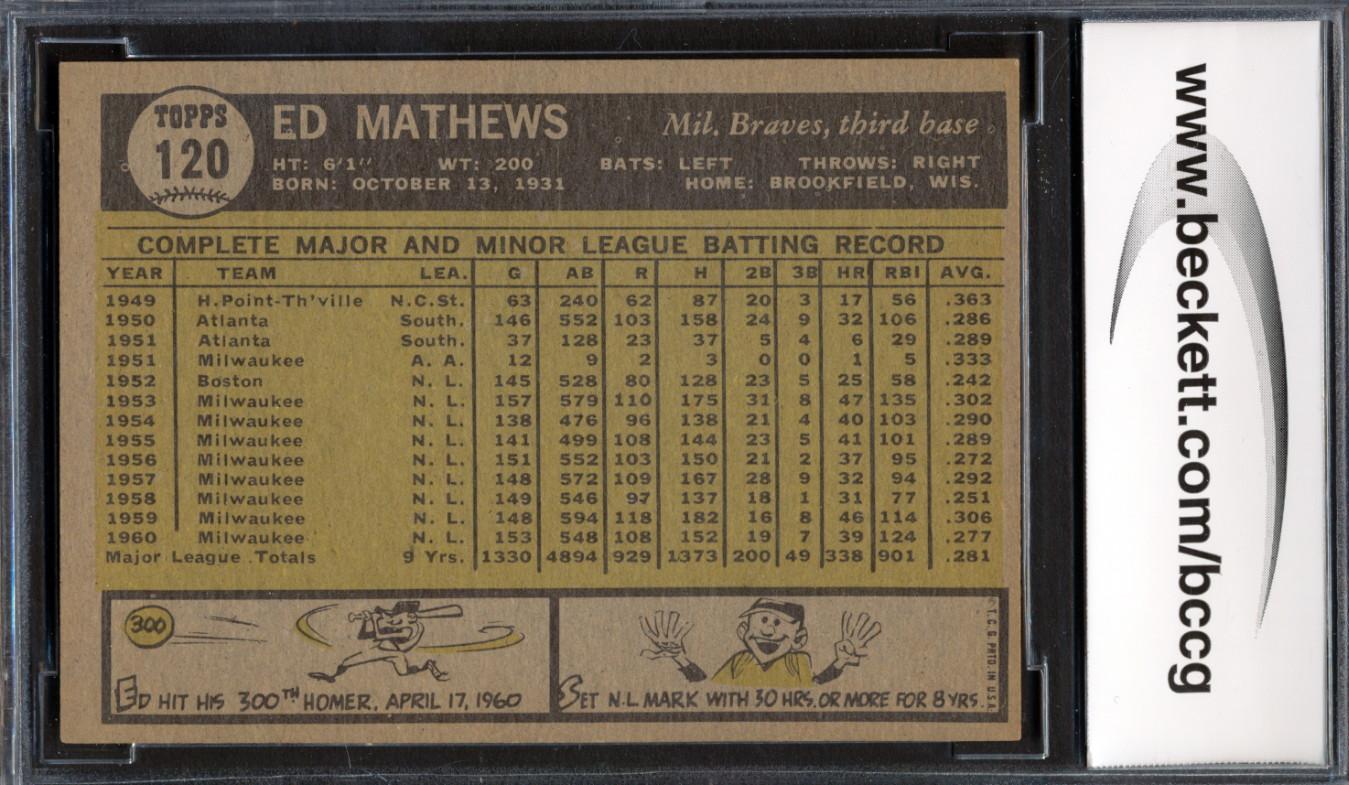 TOPPS
120
ED MATHEWS
Mil. Braves, third base
HT: 6'1" WT: 200 BATS: LEFT THROWS: RIGHT
BORN: OCTOBER 13, 1931 HOME: BROOKFIELD, WIS.
COMPLETE MAJOR AND MINOR LEAGUE BATTING RECORD
YEAR TEAM LEA. G AB R H 2B 3B HR RBI AVG.
1949 H.Point-Th'ville N.C.St. 63 240 62 87 20 3 17 56 .363
1950 Atlanta South. 146 552 103 158 24 9 32 106 .286
1951 Atlanta South. 37 128 23 37 5 4 6 29 .289
1951 Milwaukee A. A. 12 9 2 3 0 0 1 5 .333
1952 Boston N. L. 145 528 80 128 23 5 25 58 .242
1953 Milwaukee N. L. 157 579 110 175 31 8 47 135 .302
1954 Milwaukee N. L. 138 476 96 138 21 4 40 103 .290
1955 Milwaukee N. L. 141 499 108 144 23 5 41 101 .289
1956 Milwaukee N. L. 151 552 103 150 21 2 37 95 .272
1957 Milwaukee N. L. 148 572 109 167 28 9 32 94 .292
1958 Milwaukee N. L. 149 546 97 137 18 1 31 77 .251
1959 Milwaukee N. L. 148 594 118 182 16 8 46 114 .306
1960 Milwaukee N. L. 153 548 108 152 19 7 39 124 .277
Major League Totals 9 Yrs. 1330 4894 929 1373 200 49 338 901 .281
300
ED HIT HIS 300TH HOMER, APRIL 17, 1960
SET N.L. MARK WITH 30 HRS. OR MORE FOR 8 YRS.
T.C.G. PRTD. IN U.S.A.
www.beckett.com/bccg